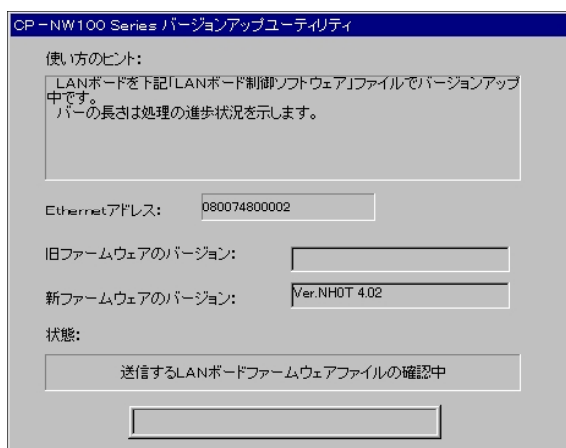 CP－NW100 Series バージョンアップユーティリティ
使い方のヒント：
LANボードを下記「LANボード制御ソフトウェア」ファイルでバージョンアップ
中です。
バーの長さは処理の進歩状況を示します。
Ethernetアドレス： 080074800002
旧ファームウェアのバージョン：
新ファームウェアのバージョン： Ver.NH0T 4.02
状態：
送信するLANボードファームウェアファイルの確認中